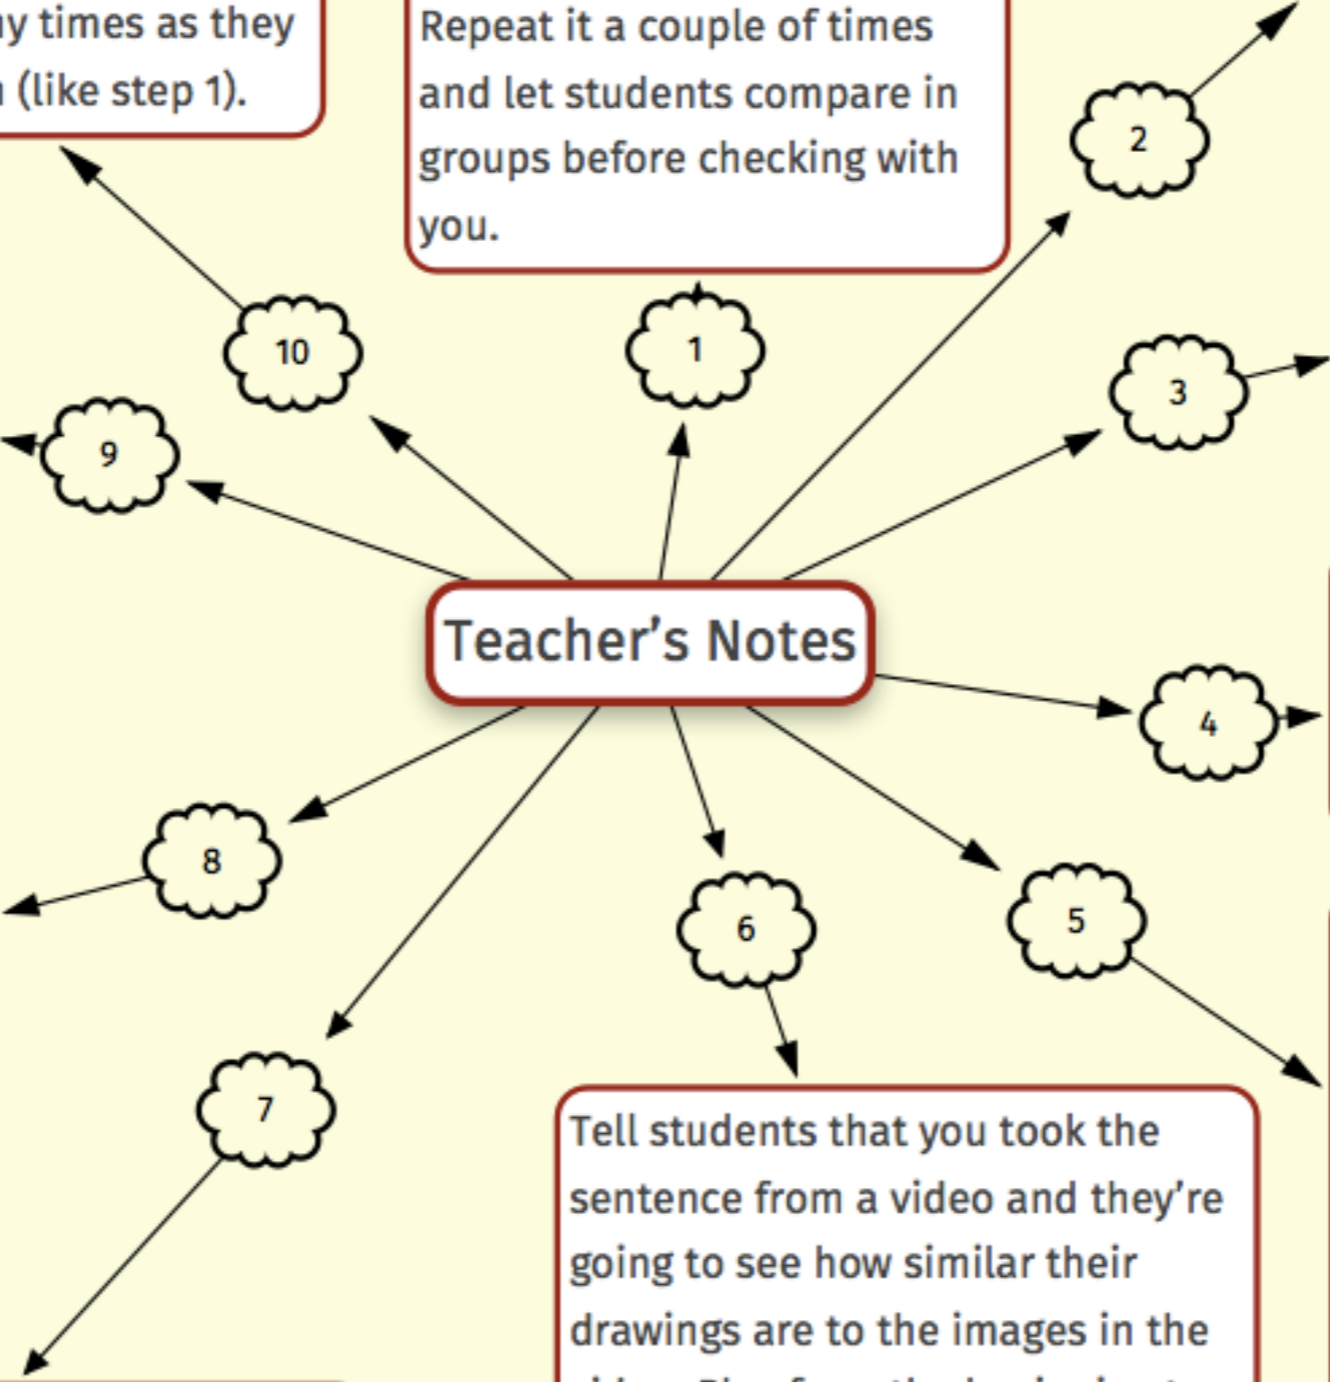 ny times as they
(like step 1).
Repeat it a couple of times
and let students compare in
groups before checking with
you.
2
10
1
3
9
Teacher's Notes
4
8
6
5
7
Tell students that you took the
sentence from a video and they're
going to see how similar their
drawings are to the images in the